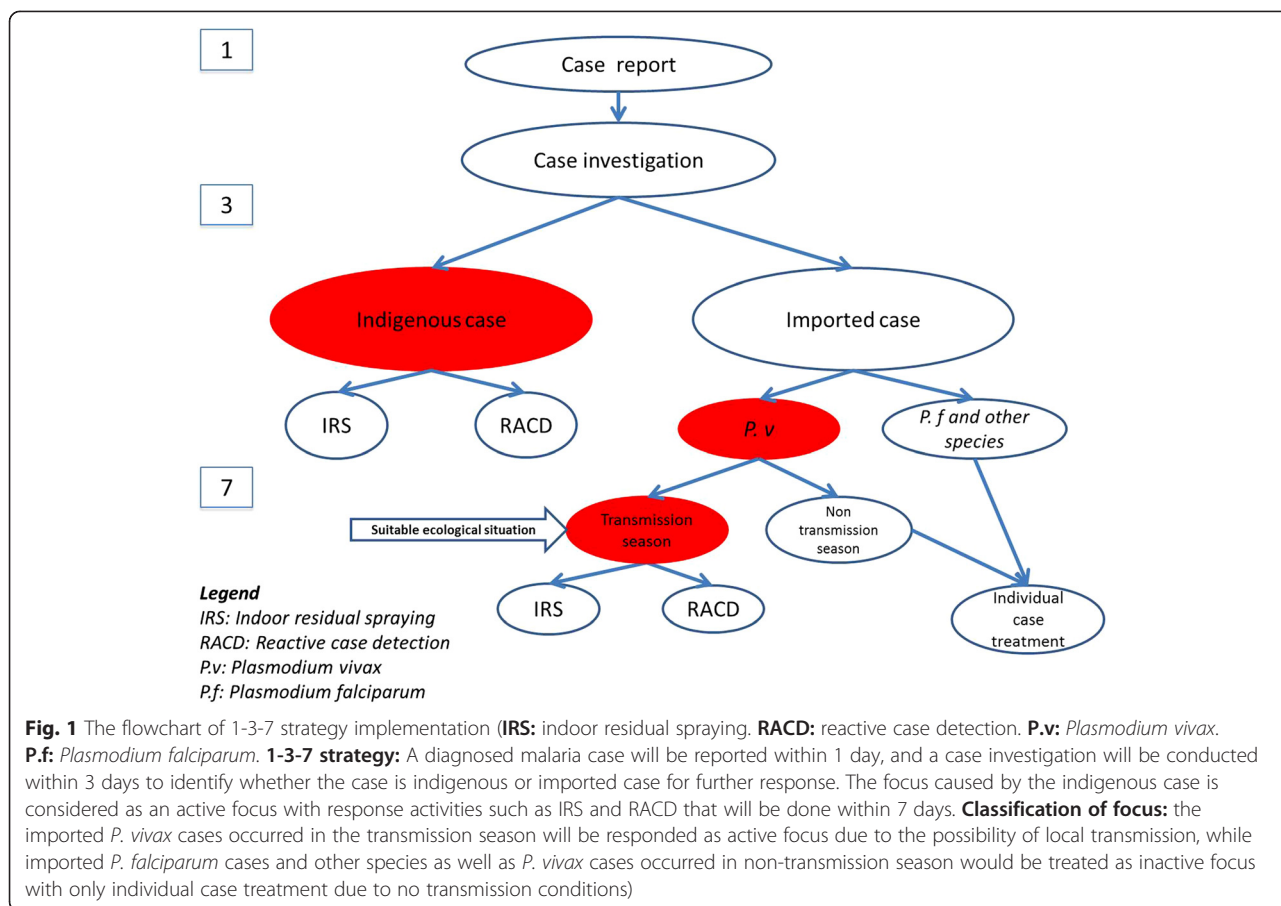 1
Case report
Case investigation
3
Indigenous case
Imported case
IRS
RACD
P. v
P. f and other
species
7
Suitable ecological situation
Transmission
season
Non
transmission
season
IRS
RACD
Individual
case
treatment
Legend
IRS: Indoor residual spraying
RACD: Reactive case detection
P.v: Plasmodium vivax
P.f: Plasmodium falciparum
Fig. 1 The flowchart of 1-3-7 strategy implementation (IRS: indoor residual spraying. RACD: reactive case detection. P.v: Plasmodium vivax.
P.f: Plasmodium falciparum. 1-3-7 strategy: A diagnosed malaria case will be reported within 1 day, and a case investigation will be conducted
within 3 days to identify whether the case is indigenous or imported case for further response. The focus caused by the indigenous case is
considered as an active focus with response activities such as IRS and RACD that will be done within 7 days. Classification of focus: the
imported P. vivax cases occurred in the transmission season will be responded as active focus due to the possibility of local transmission, while
imported P. falciparum cases and other species as well as P. vivax cases occurred in non-transmission season would be treated as inactive focus
with only individual case treatment due to no transmission conditions)